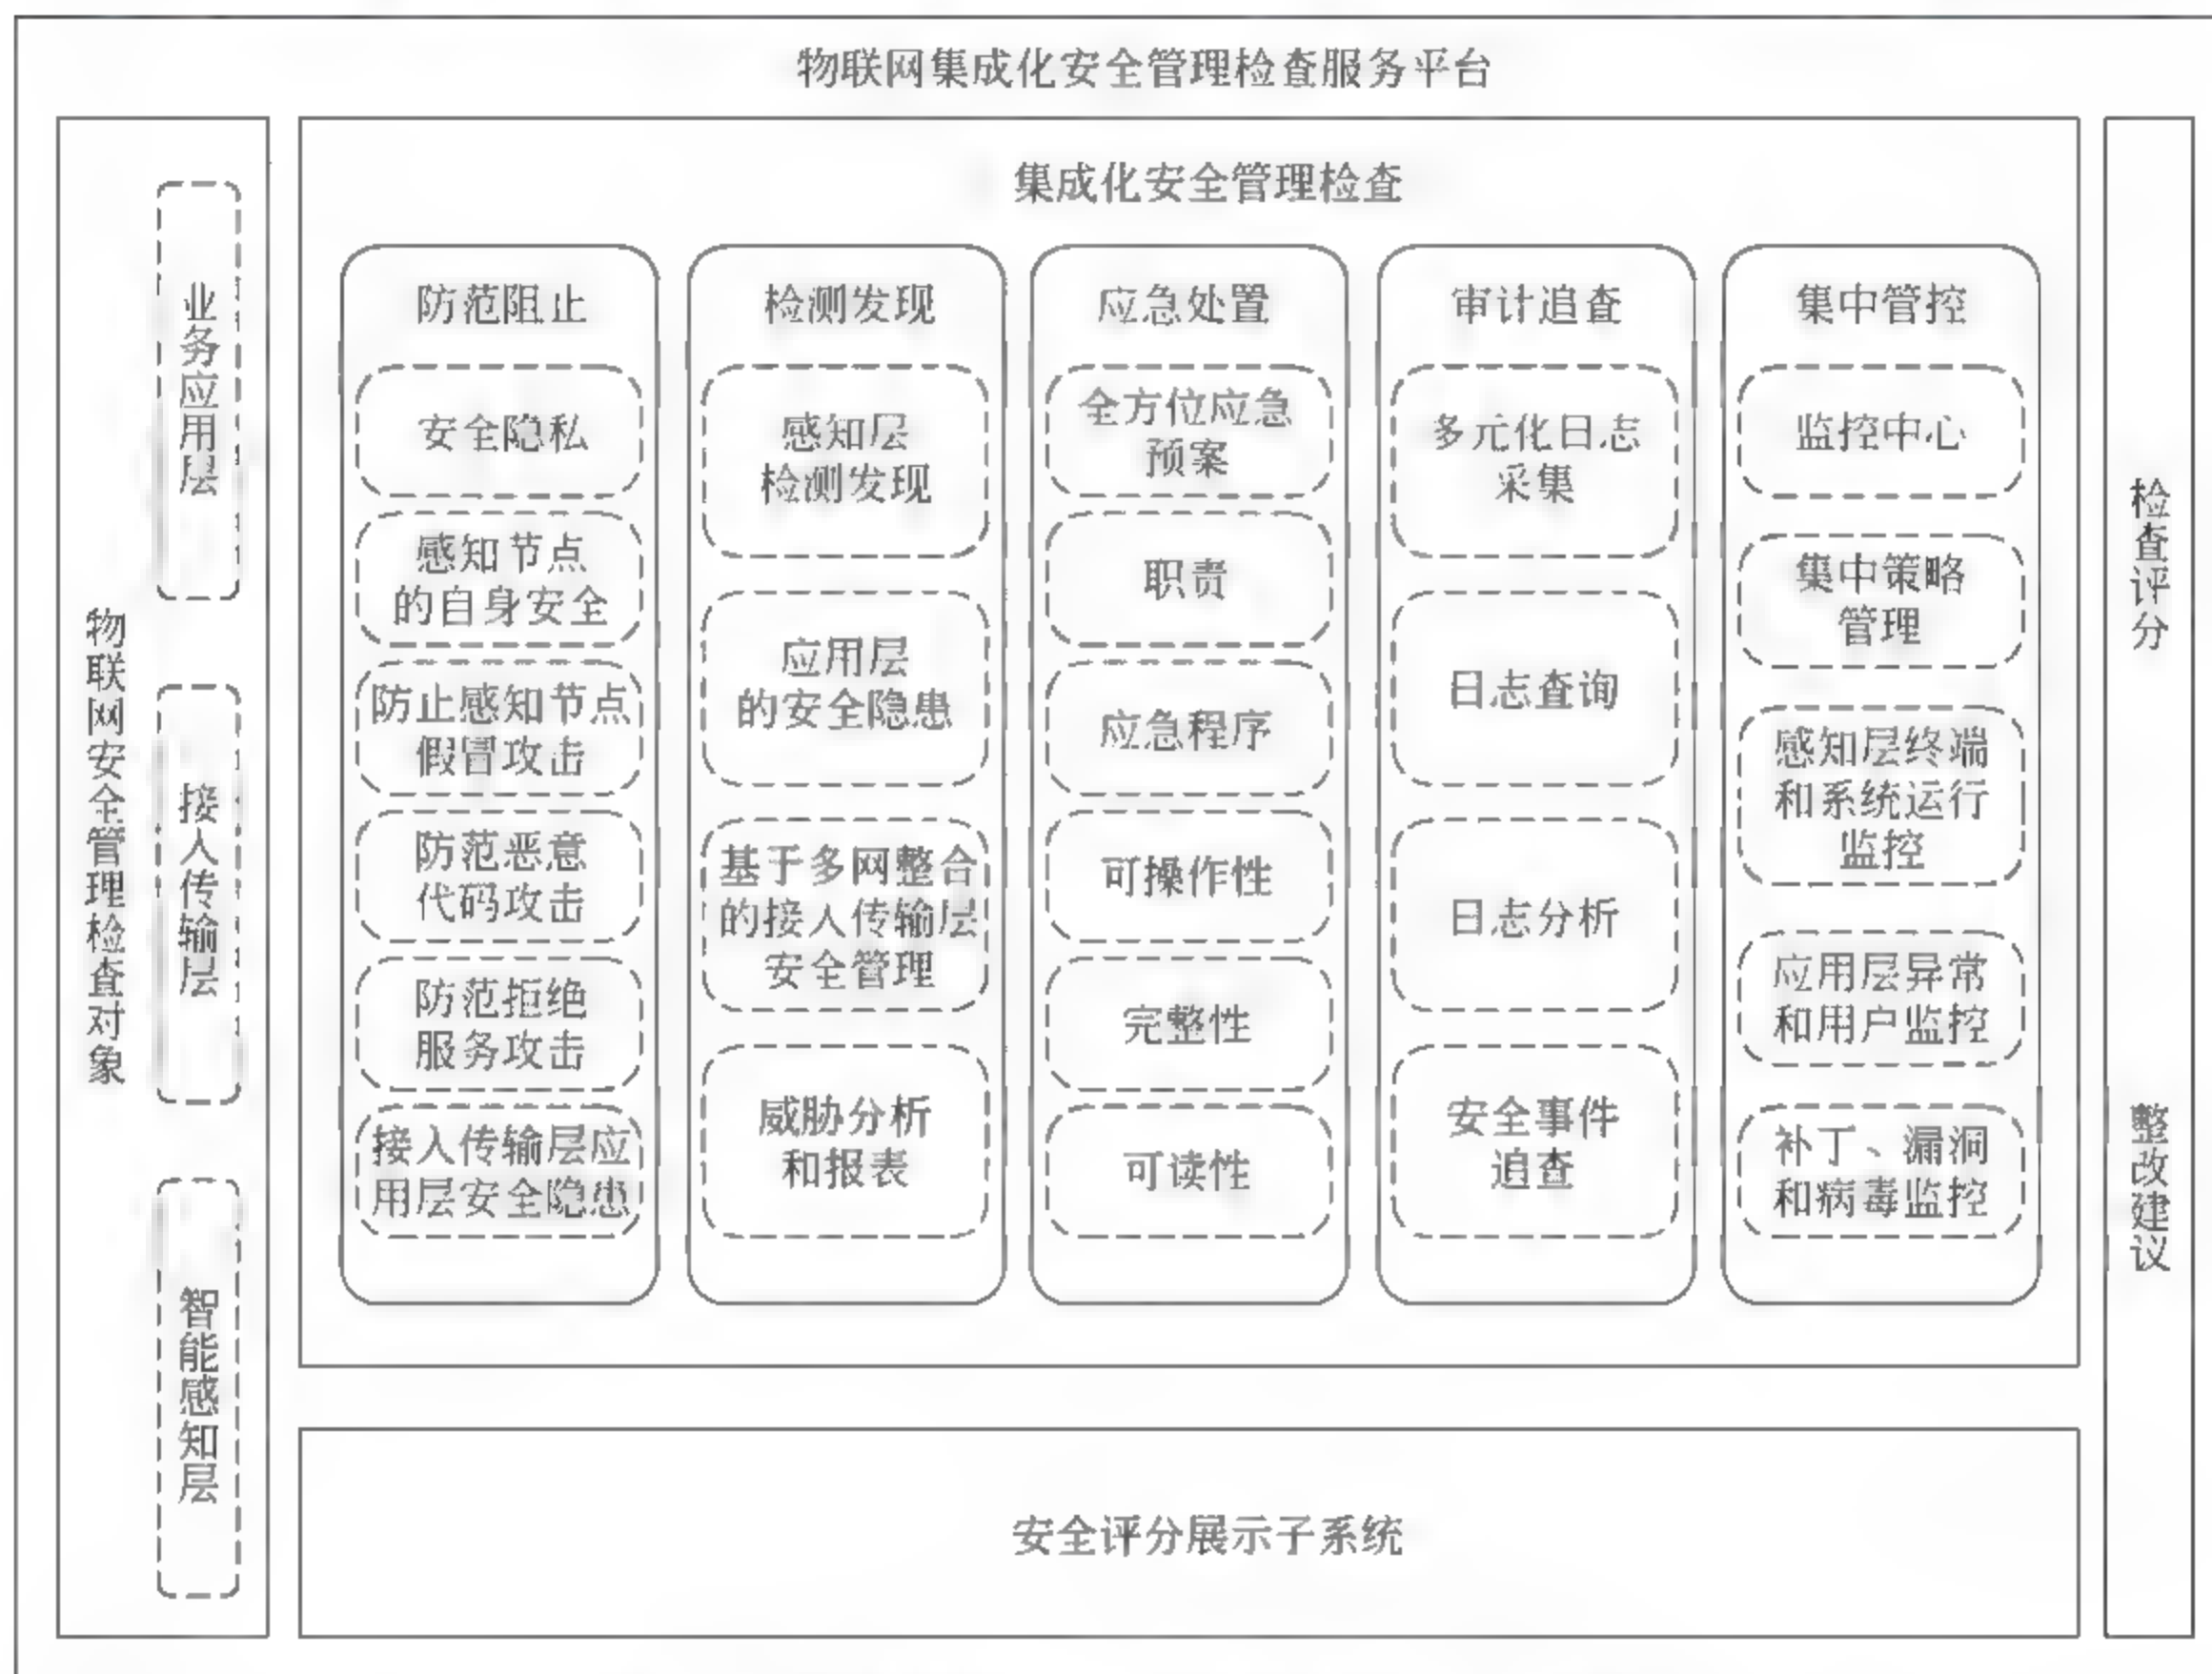 物联网集成化安全管理检查服务平台
物联网安全管理检查对象
业务应用层
接入传输层
智能感知层
集成化安全管理检查
防范阻止
安全隐私
感知节点
的自身安全
防止感知节点
假冒攻击
防范恶意
代码攻击
防范拒绝
服务攻击
接入传输层应
用层安全隐患
检测发现
感知层
检测发现
应用层
的安全隐患
基于多网整合
的接入传输层
安全管理
威胁分析
和报表
应急处置
全方位应急
预案
职责
应急程序
可操作性
完整性
可读性
审计追查
多元化日志
采集
日志查询
日志分析
安全事件
追查
集中管控
监控中心
集中策略
管理
感知层终端
和系统运行
监控
应用层异常
和用户监控
补丁、漏洞
和病毒监控
检查评分
整改建议
安全评分展示子系统